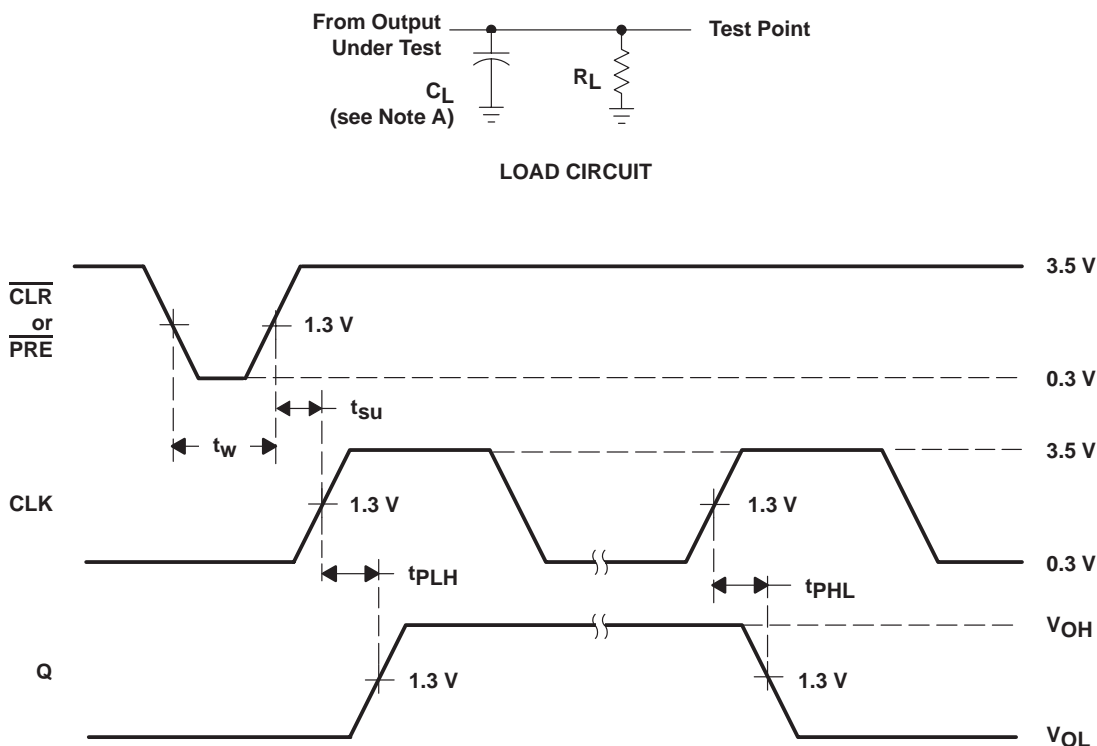 From Output
Under Test
Test Point
CL
(see Note A)
RL
LOAD CIRCUIT
CLR
or
PRE
1.3 V
3.5 V
0.3 V
tsu
tw
CLK
1.3 V
1.3 V
3.5 V
0.3 V
tPLH
tPHL
Q
1.3 V
1.3 V
VOH
VOL